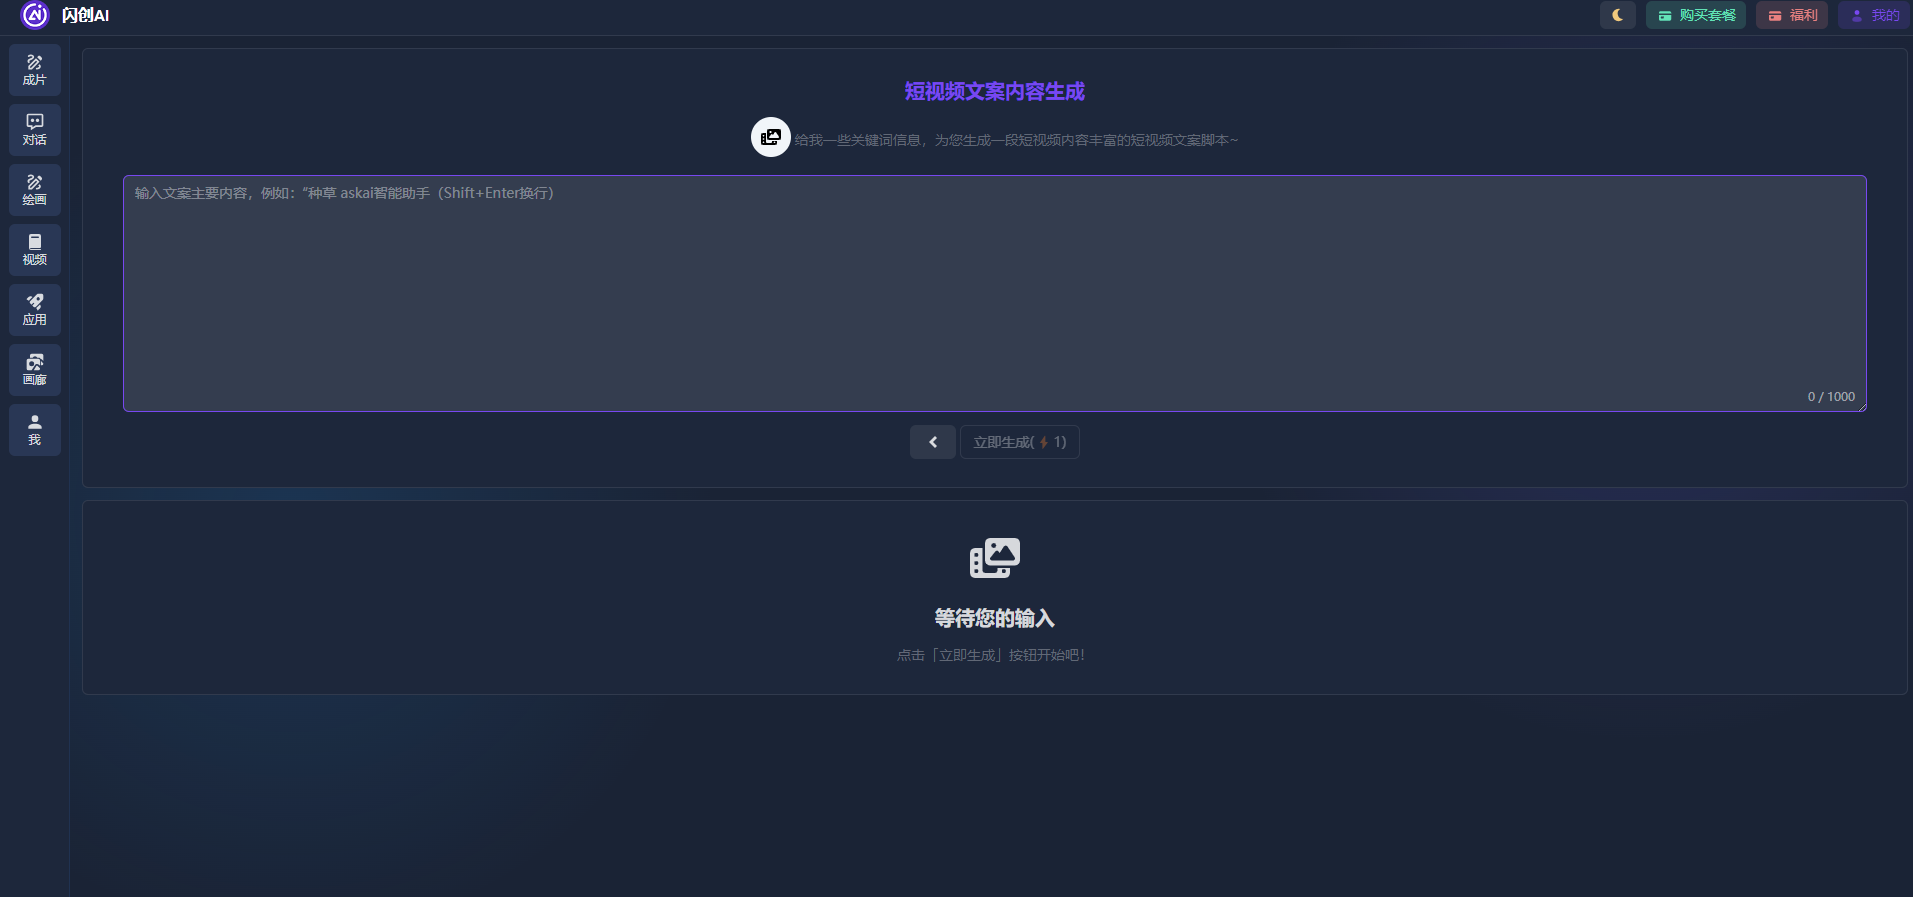 闪创AI
购买套餐
福利
我的
成片
对话
绘画
视频
应用
画廊
我
短视频文案内容生成
给我一些关键词信息，为您生成一段短视频内容丰富的短视频文案脚本~
输入文案主要内容，例如：“种草 askai智能助手（Shift+Enter换行）
0 / 1000
立即生成( 1)
等待您的输入
点击「立即生成」按钮开始吧！